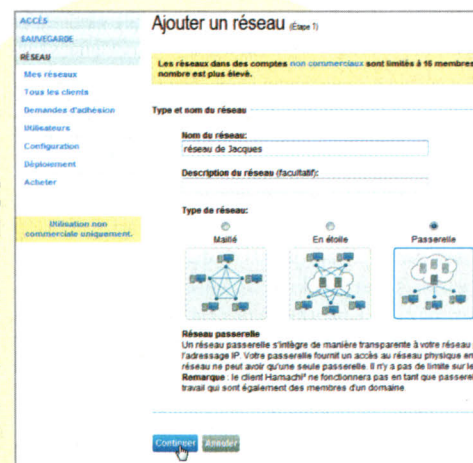 ACCÈS
SAUVEGARDE
RÉSEAU
Mes réseaux
Tous les clients
Demandes d'adhésion
Utilisateurs
Configuration
Déploiement
Acheter
Utilisation non
commerciale uniquement.
Ajouter un réseau (Étape 1)
Les réseaux dans des comptes non commerciaux sont limités à 16 membres
nombre est plus élevé.
Type et nom du réseau
Nom du réseau:
réseau de Jacques
Description du réseau (facultatif):
Type de réseau:
Maillé En étoile Passerelle
Réseau passerelle
Un réseau passerelle s'intègre de manière transparente à votre réseau
l'adressage IP. Votre passerelle fournit un accès au réseau physique en
réseau ne peut avoir qu'une seule passerelle. Il n'y a pas de limite sur le
Remarque : le client Hamachi² ne fonctionnera pas en tant que passerel
travail qui sont également des membres d'un domaine.
Continuer Annuler